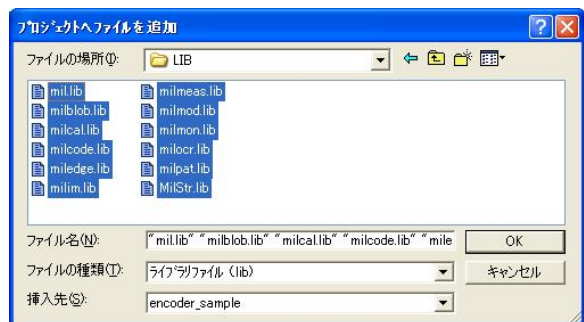 ﾌﾟﾛｼﾞｪｸﾄへﾌｧｲﾙを追加
ファイルの場所(I):
LIB
mil.lib
milblob.lib
milcal.lib
milcode.lib
miledge.lib
milim.lib
milmeas.lib
milmod.lib
milmon.lib
milocr.lib
milpat.lib
MilStr.lib
ファイル名(N):
"mil.lib" "milblob.lib" "milcal.lib" "milcode.lib" "mile
OK
ファイルの種類(T):
ﾗｲﾌﾞﾗﾘﾌｧｲﾙ (lib)
キャンセル
挿入先(S):
encoder_sample